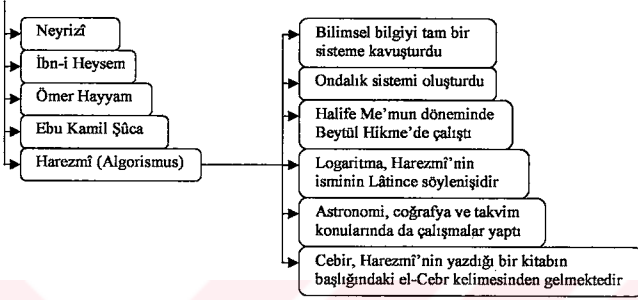 Neyrizî
İbn-i Heysem
Ömer Hayyam
Ebu Kamil Şûca
Harezmî (Algorismus)
Bilimsel bilgiyi tam bir
sisteme kavuşturdu
Ondalık sistemi oluşturdu
Halife Me'mun döneminde
Beytül Hikme'de çalıştı
Logaritma, Harezmî'nin
isminin Lâtince söylenişidir
Astronomi, coğrafya ve takvim
konularında da çalışmalar yaptı
Cebir, Harezmî'nin yazdığı bir kitabın
başlığındaki el-Cebr kelimesinden gelmektedir